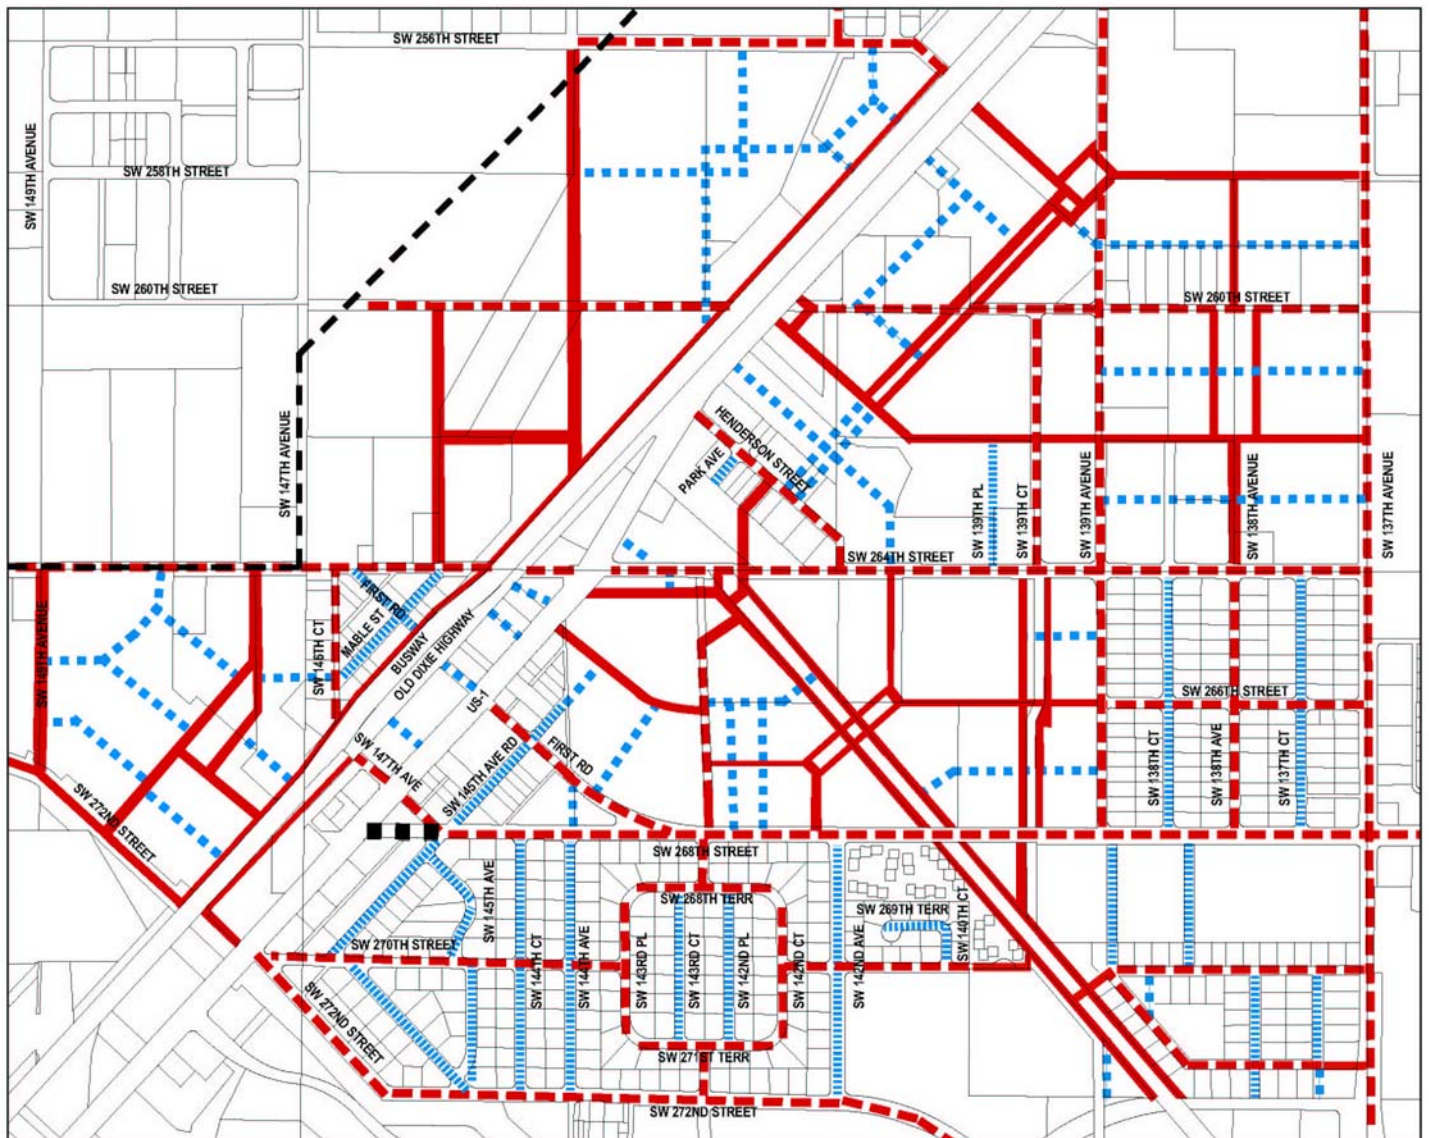 SW 256TH STREET
SW 149TH AVENUE
SW 258TH STREET
SW 260TH STREET
SW 260TH STREET
SW 147TH AVENUE
HENDERSON STREET
PARK AVE
SW 139TH PL
SW 139TH CT
SW 139TH AVENUE
SW 138TH AVENUE
SW 137TH AVENUE
SW 264TH STREET
FIRST RD
MABLE ST
SW 146TH CT
BUSWAY
OLD DIXIE HIGHWAY
US-1
SW 266TH STREET
SW 147TH AVE
SW 145TH AVE RD
FIRST RD
SW 138TH CT
SW 138TH AVE
SW 137TH CT
SW 272ND STREET
SW 268TH STREET
SW 145TH AVE
SW 268TH TERR
SW 269TH TERR
SW 140TH CT
SW 270TH STREET
SW 144TH CT
SW 144TH AVE
SW 143RD PL
SW 143RD CT
SW 142ND PL
SW 142ND CT
SW 142ND AVE
SW 272ND STREET
SW 271ST TERR
SW 272ND STREET